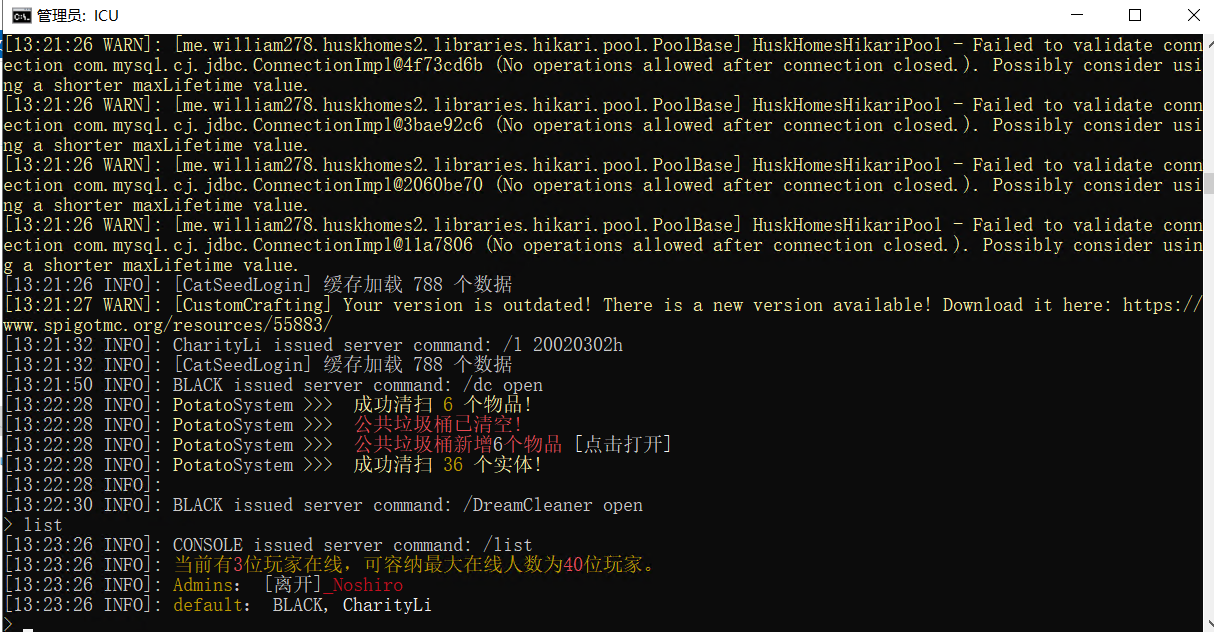 管理员: ICU
[13:21:26 WARN]: [me.william278.huskhomes2.libraries.hikari.pool.PoolBase] HuskHomesHikariPool - Failed to validate conn
ection com.mysql.cj.jdbc.ConnectionImpl@4f73cd6b (No operations allowed after connection closed.). Possibly consider usi
ng a shorter maxLifetime value.
[13:21:26 WARN]: [me.william278.huskhomes2.libraries.hikari.pool.PoolBase] HuskHomesHikariPool - Failed to validate conn
ection com.mysql.cj.jdbc.ConnectionImpl@3bae92c6 (No operations allowed after connection closed.). Possibly consider usi
ng a shorter maxLifetime value.
[13:21:26 WARN]: [me.william278.huskhomes2.libraries.hikari.pool.PoolBase] HuskHomesHikariPool - Failed to validate conn
ection com.mysql.cj.jdbc.ConnectionImpl@2060be70 (No operations allowed after connection closed.). Possibly consider usi
ng a shorter maxLifetime value.
[13:21:26 WARN]: [me.william278.huskhomes2.libraries.hikari.pool.PoolBase] HuskHomesHikariPool - Failed to validate conn
ection com.mysql.cj.jdbc.ConnectionImpl@11a7806 (No operations allowed after connection closed.). Possibly consider usin
g a shorter maxLifetime value.
[13:21:26 INFO]: [CatSeedLogin] 缓存加载 788 个数据
[13:21:27 WARN]: [CustomCrafting] Your version is outdated! There is a new version available! Download it here: https://
www.spigotmc.org/resources/55883/
[13:21:32 INFO]: CharityLi issued server command: /l 20020302h
[13:21:32 INFO]: [CatSeedLogin] 缓存加载 788 个数据
[13:21:50 INFO]: BLACK issued server command: /dc open
[13:22:28 INFO]: PotatoSystem >>> 成功清扫 6 个物品!
[13:22:28 INFO]: PotatoSystem >>> 公共垃圾桶已清空!
[13:22:28 INFO]: PotatoSystem >>> 公共垃圾桶新增6个物品 [点击打开]
[13:22:28 INFO]: PotatoSystem >>> 成功清扫 36 个实体!
[13:22:28 INFO]:
[13:22:30 INFO]: BLACK issued server command: /DreamCleaner open
> list
[13:23:26 INFO]: CONSOLE issued server command: /list
[13:23:26 INFO]: 当前有3位玩家在线，可容纳最大在线人数为40位玩家。
[13:23:26 INFO]: Admins： [离开]_Noshiro
[13:23:26 INFO]: default： BLACK, CharityLi
>